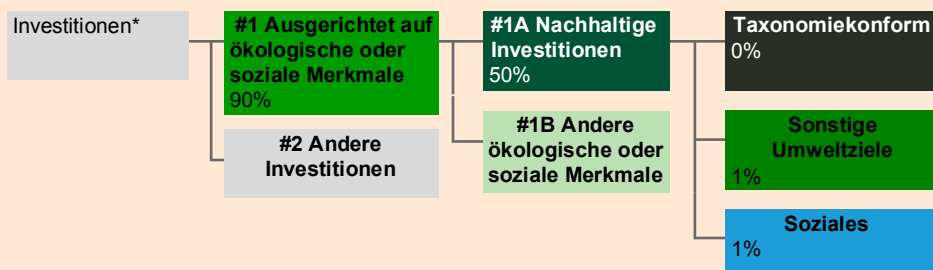 Investitionen*
#1 Ausgerichtet auf
ökologische oder
soziale Merkmale
90%
#2 Andere
Investitionen
#1A Nachhaltige
Investitionen
50%
#1B Andere
ökologische oder
soziale Merkmale
Taxonomiekonform
0%
Sonstige
Umweltziele
1%
Soziales
1%